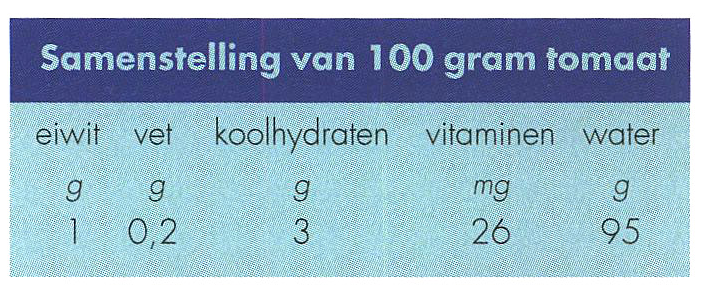 Samenstelling van 100 gram tomaat
eiwit vet koolhydraten vitaminen water
g g g mg g
1 0,2 3 26 95